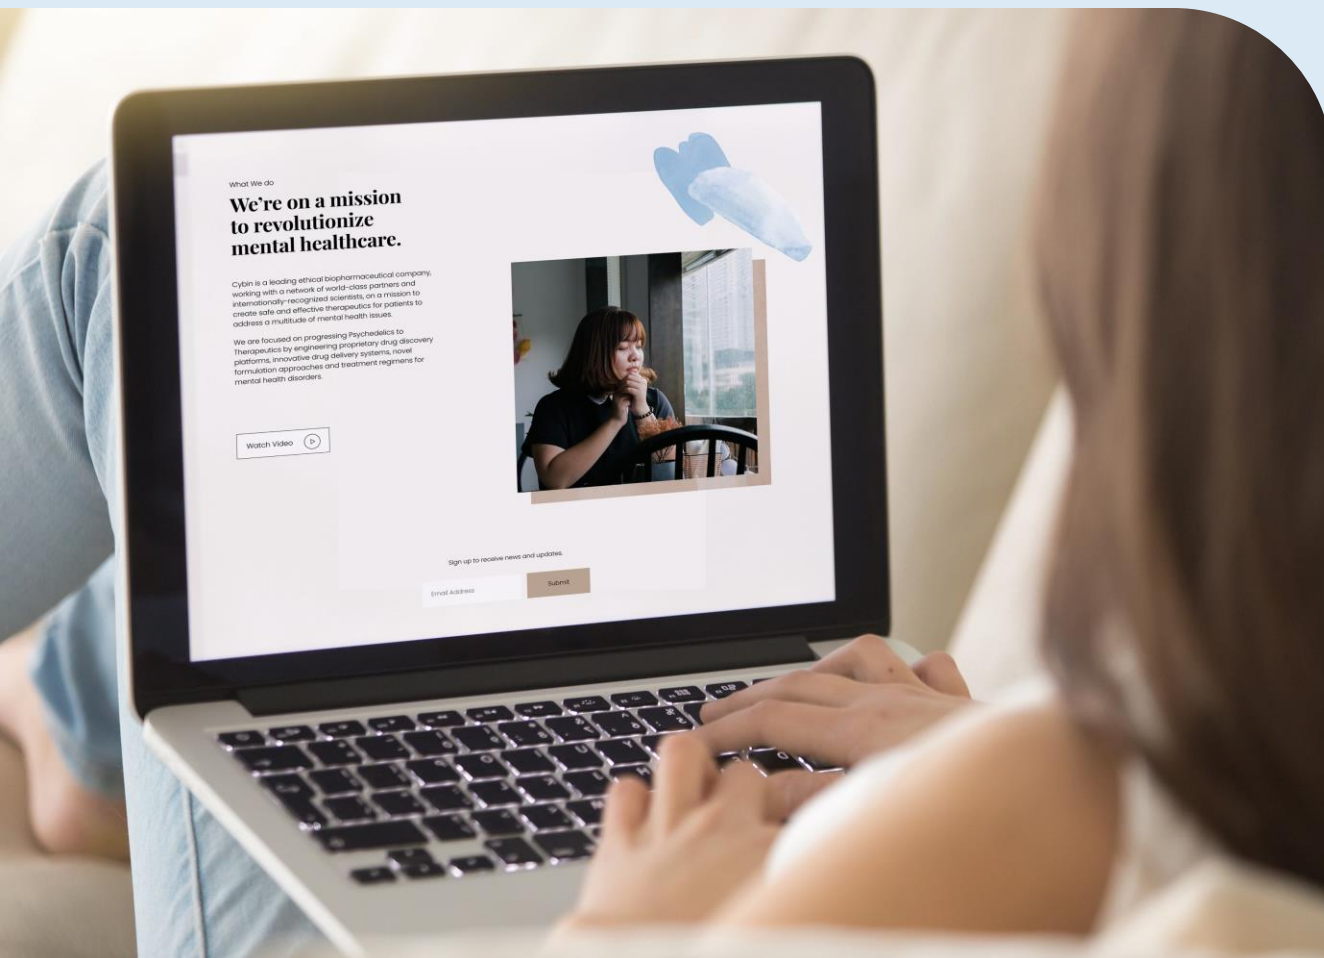 What We do
We're on a mission
to revolutionize
mental healthcare.
Cybin is a leading ethical biopharmaceutical company,
working with a network of world-class partners and
internationally-recognized scientists, on a mission to
create safe and effective therapeutics for patients to
address a multitude of mental health issues.
We are focused on progressing Psychedelics to
Therapeutics by engineering proprietary drug discovery
platforms, innovative drug delivery systems, novel
formulation approaches and treatment regimens for
mental health disorders.
Watch Video
Sign up to receive news and updates.
Email Address
Submit